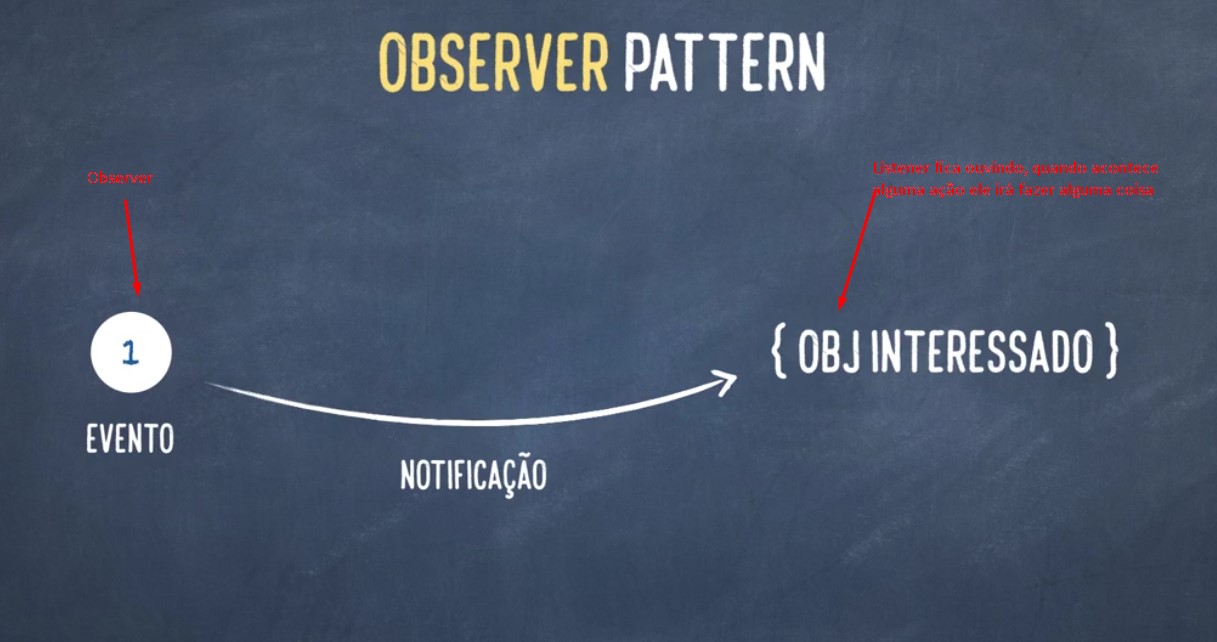 OBSERVER PATTERN
Observer
Listener fica ouvindo, quando acontece
alguma ação ele irá fazer alguma coisa
1
{ OBJ INTERESSADO }
EVENTO
NOTIFICAÇÃO